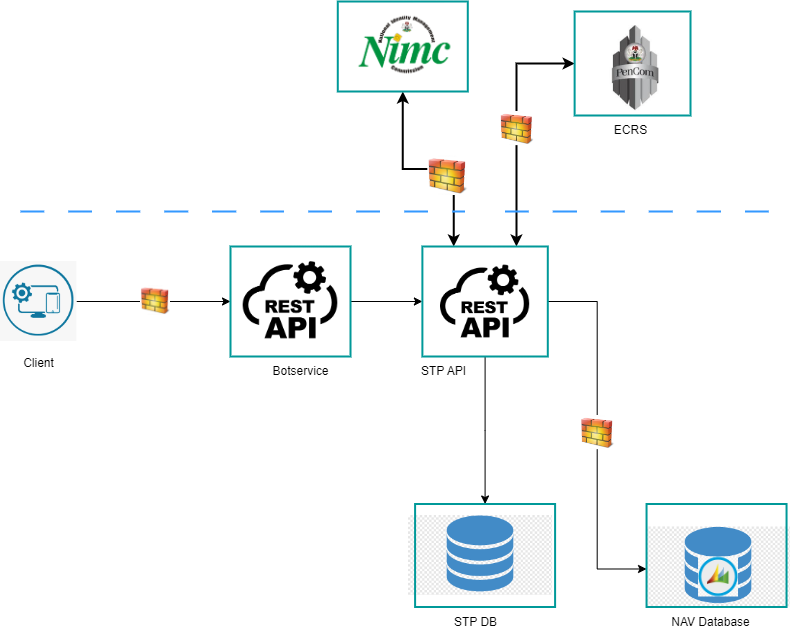 National Identity Management
Nimc
Commission
PenCom
ECRS
REST
API
REST
API
Client
Botservice
STP API
STP DB
NAV Database